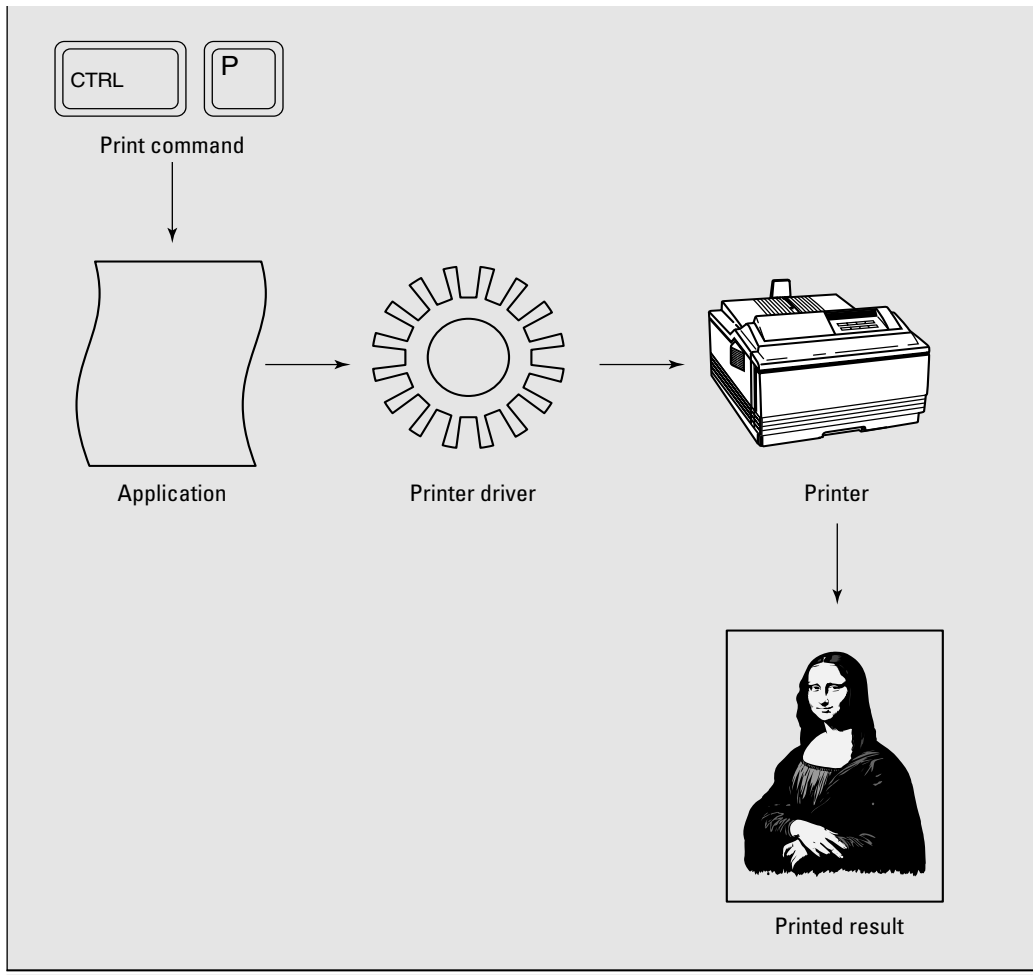 CTRL
P
Print command
Application
Printer driver
Printer
Printed result